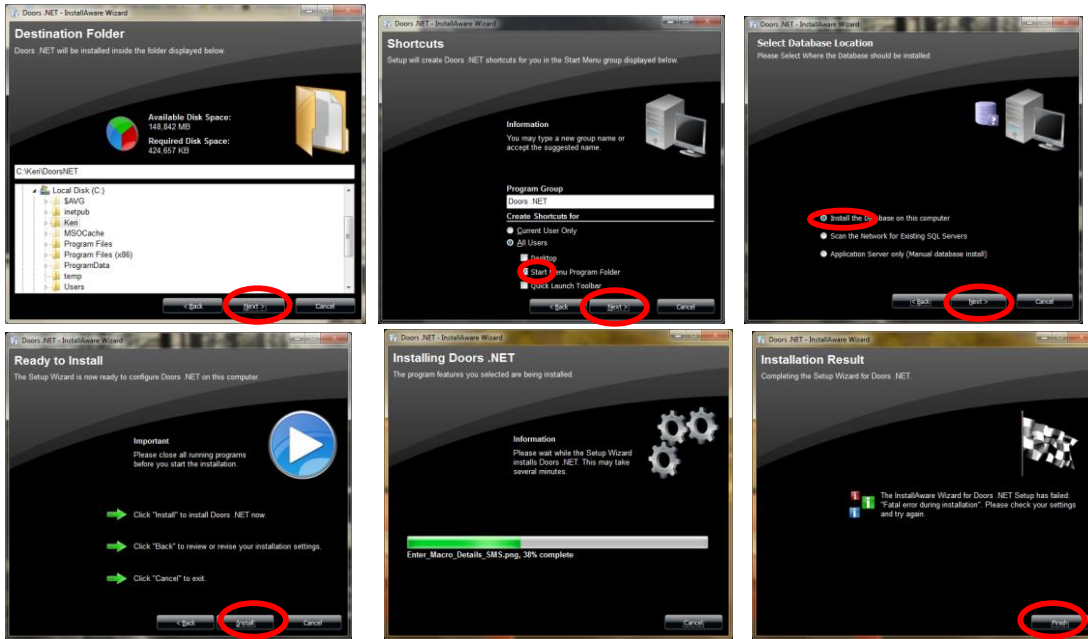 Doors .NET - InstallAware Wizard
Destination Folder
Doors .NET will be installed inside the folder displayed below.
Available Disk Space:
148,842 MB
Required Disk Space:
424,657 KB
C:\Keri\DoorsNET
Local Disk (C:)
$AVG
inetpub
Keri
MSOCache
Program Files
Program Files (x86)
ProgramData
temp
Users
< Back
Next >
Cancel
Doors .NET - InstallAware Wizard
Shortcuts
Setup will create Doors .NET shortcuts for you in the Start Menu group displayed below.
Information
You may type a new group name or
accept the suggested name.
Program Group
Doors .NET
Create Shortcuts for
Current User Only
All Users
Desktop
Start Menu Program Folder
Quick Launch Toolbar
< Back
Next >
Cancel
Doors .NET - InstallAware Wizard
Select Database Location
Please Select Where the Database should be installed
Install the Database on this computer
Scan the Network for Existing SQL Servers
Application Server only (Manual database install)
< Back
Next >
Cancel
Doors .NET - InstallAware Wizard
Ready to Install
The Setup Wizard is now ready to configure Doors .NET on this computer.
Important
Please close all running programs
before you start the installation.
Click "Install" to install Doors .NET now.
Click "Back" to review or revise your installation settings.
Click "Cancel" to exit.
< Back
Install
Cancel
Doors .NET - InstallAware Wizard
Installing Doors .NET
The program features you selected are being installed.
Information
Please wait while the Setup Wizard
installs Doors .NET. This may take
several minutes.
Enter_Macro_Details_SMS.png, 38% complete
Cancel
Doors .NET - InstallAware Wizard
Installation Result
Completing the Setup Wizard for Doors .NET.
The InstallAware Wizard for Doors .NET Setup has failed:
"Fatal error during installation". Please check your settings
and try again.
Finish